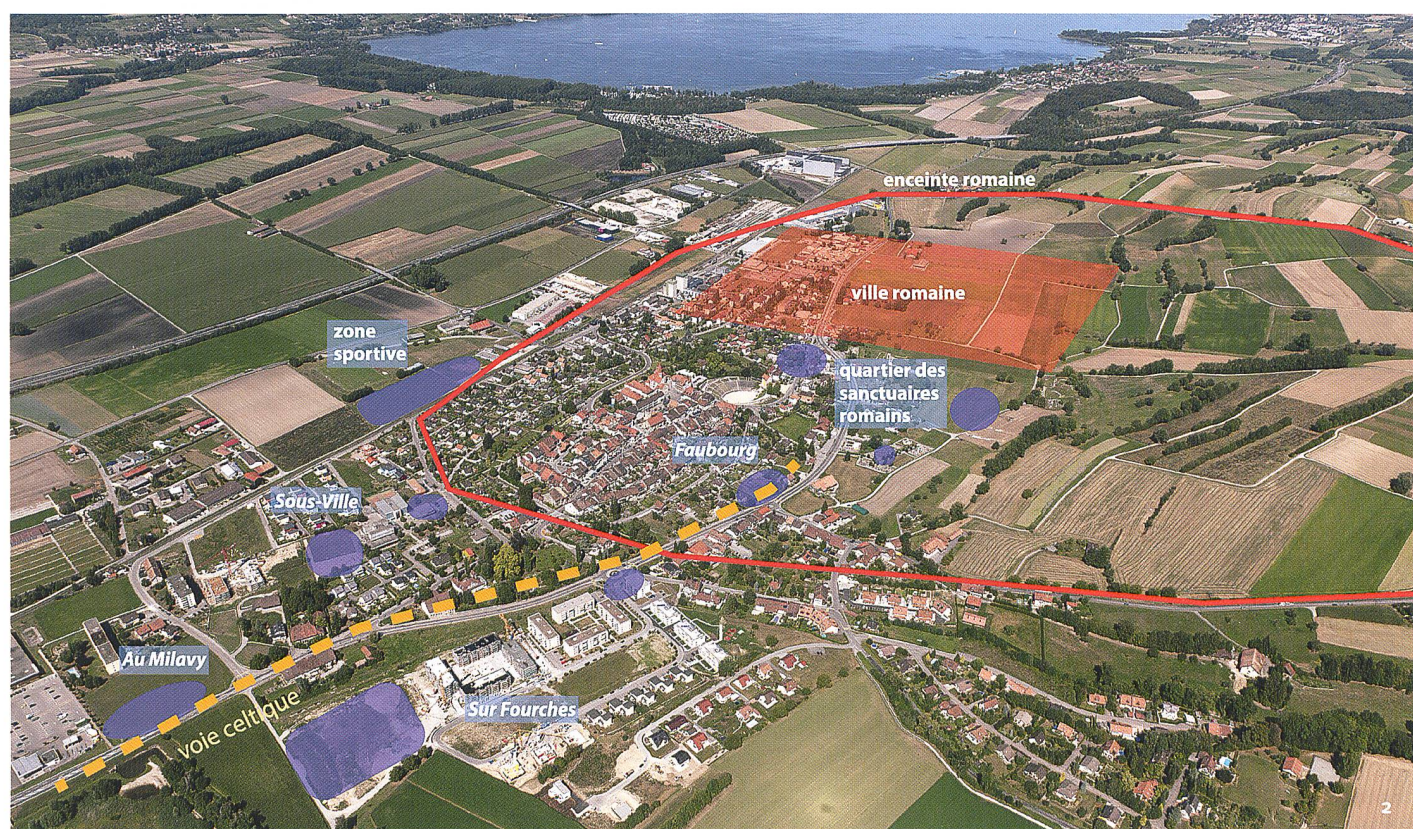 enceinte romaine
ville romaine
zone
sportive
quartier des
sanctuaires
romains
Faubourg
Sous-Ville
Au Milavy
Sur Fourches
voie celtique
2